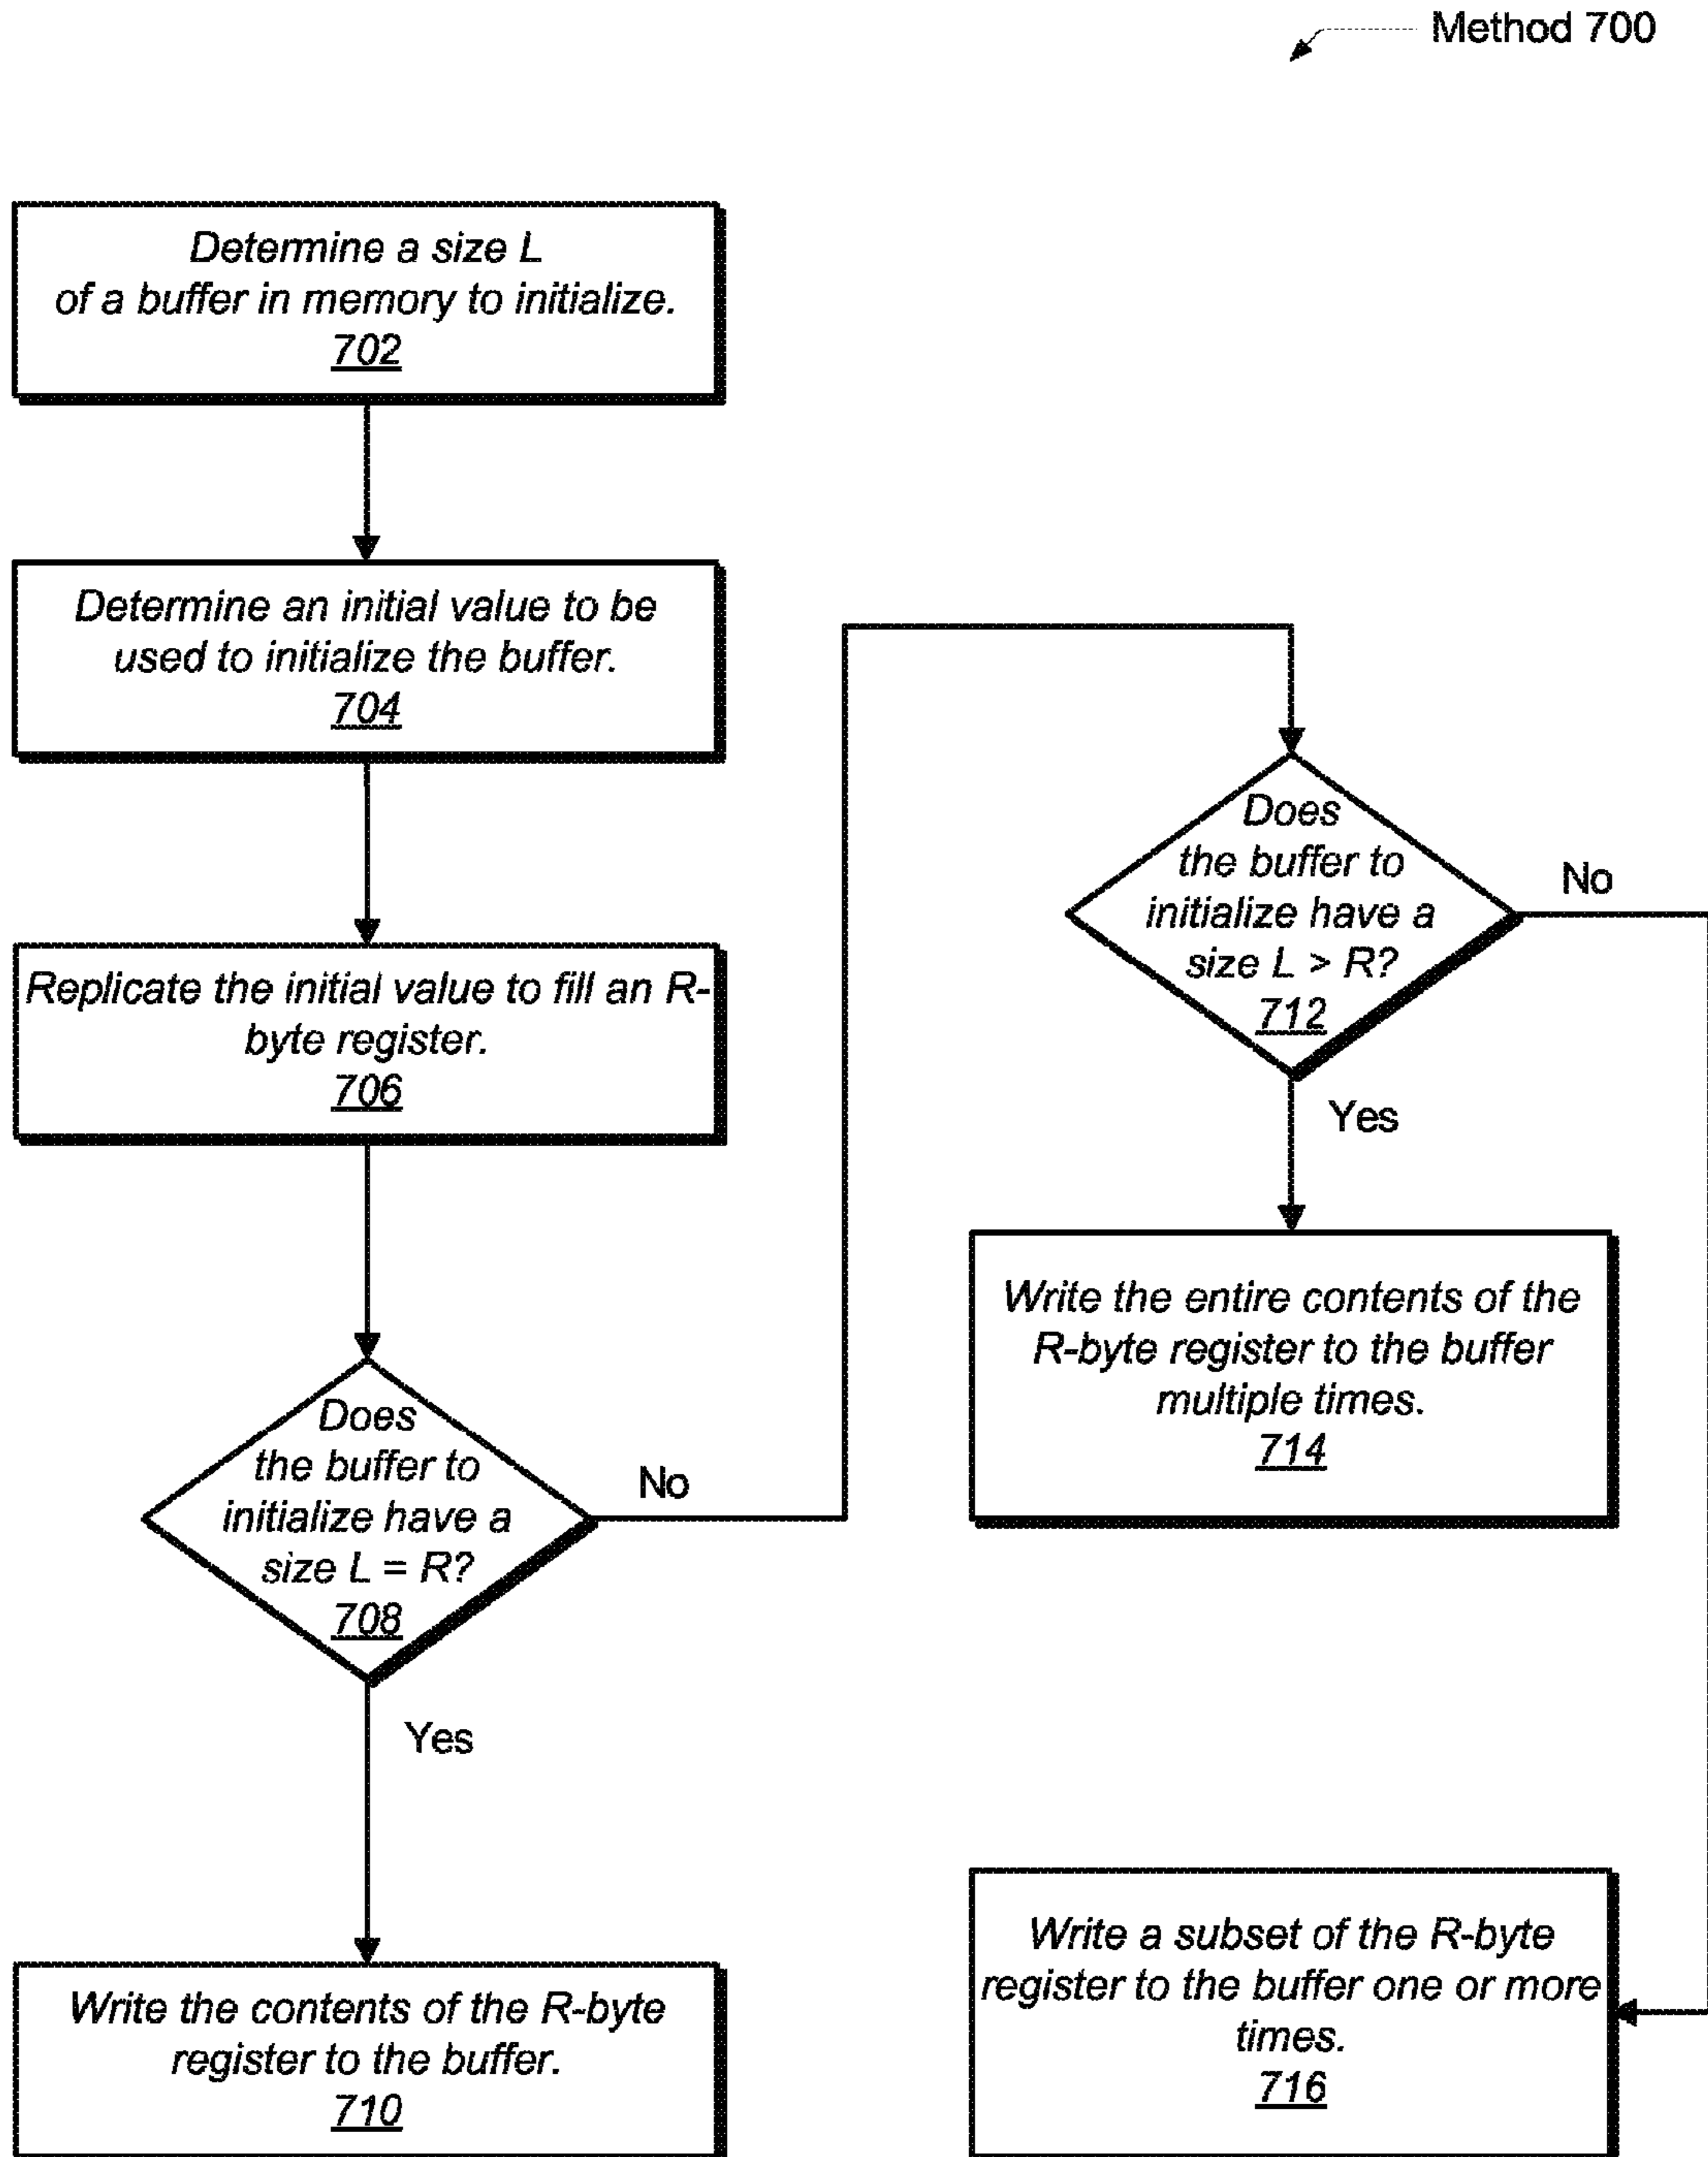 Method 700
Determine a size L
of a buffer in memory to initialize.
702
Determine an initial value to be
used to initialize the buffer.
704
Replicate the initial value to fill an R-
byte register.
706
Does
the buffer to
initialize have a
size L = R?
708
No
Yes
Write the contents of the R-byte
register to the buffer.
710
Does
the buffer to
initialize have a
size L > R?
712
No
Yes
Write the entire contents of the
R-byte register to the buffer
multiple times.
714
Write a subset of the R-byte
register to the buffer one or more
times.
716